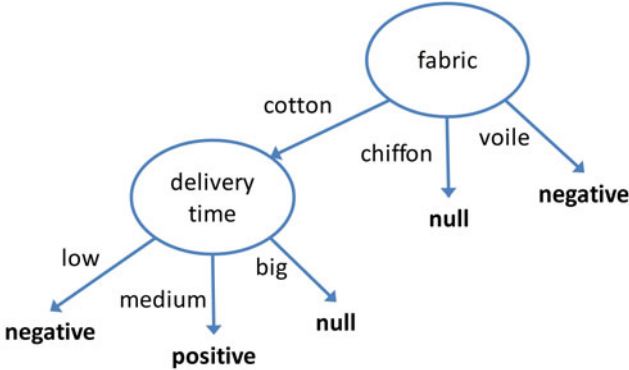 fabric
cotton
chiffon
voile
delivery
time
null
negative
low
medium
big
negative
positive
null